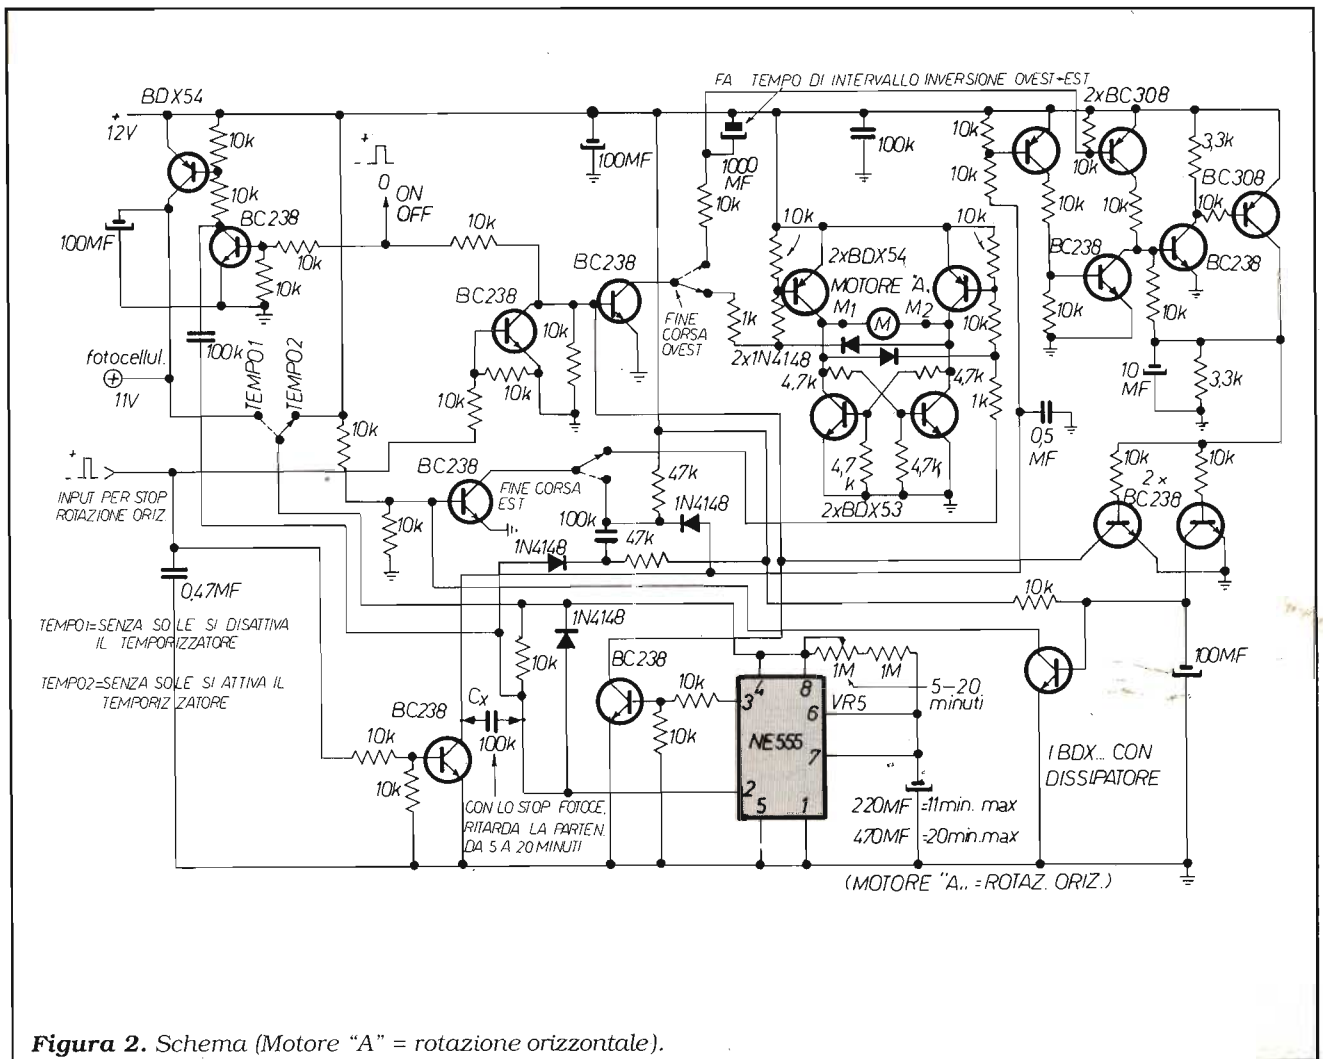 FA TEMPO DI INTERVALLO INVERSIONE OVEST-EST
BDX54
+
12V
10k
10k
BC238
100MF
10k
10k
0
ON
OFF
10k
100MF
1000
MF
10k
100k
10k
10k
2xBC308
10k
3,3k
BC308
10k
10k
10k
BC238
BC238
10k
10k
10
MF
3,3k
BC238
BC238
10k
10k
10k
FINE
CORSA
OVEST
1k
10k
10k
2xBDX54
MOTORE "A„
M1
M2
M
10k
2x1N4148
4,7k
4,7k
1k
4,7
k
4,7k
2xBDX53
0,5
MF
fotocellul.
11V
100k
TEMPO1
TEMPO2
10k
+
INPUT PER STOP
ROTAZIONE ORIZ.
10k
BC238
FINE CORSA
EST
47k
1N4148
100k
47k
1N4148
10k
10k
2x
BC238
10k
0,47MF
TEMPO1=SENZA SOLE SI DISATTIVA
IL TEMPORIZZATORE
TEMPO2=SENZA SOLE SI ATTIVA IL
TEMPORIZZATORE
1N4148
10k
BC238
10k
10k
4
8
3
6
7
2
5
1
NE555
1M
1M
VR5
5-20
minuti
100MF
BC238
10k
10k
Cx
100k
CON LO STOP FOTOCE.
RITARDA LA PARTEN.
DA 5 A 20 MINUTI
220MF=11min. max
470MF=20min.max
1 BDX... CON
DISSIPATORE
(MOTORE "A„ =ROTAZ. ORIZ.)
Figura 2. Schema (Motore "A" = rotazione orizzontale).